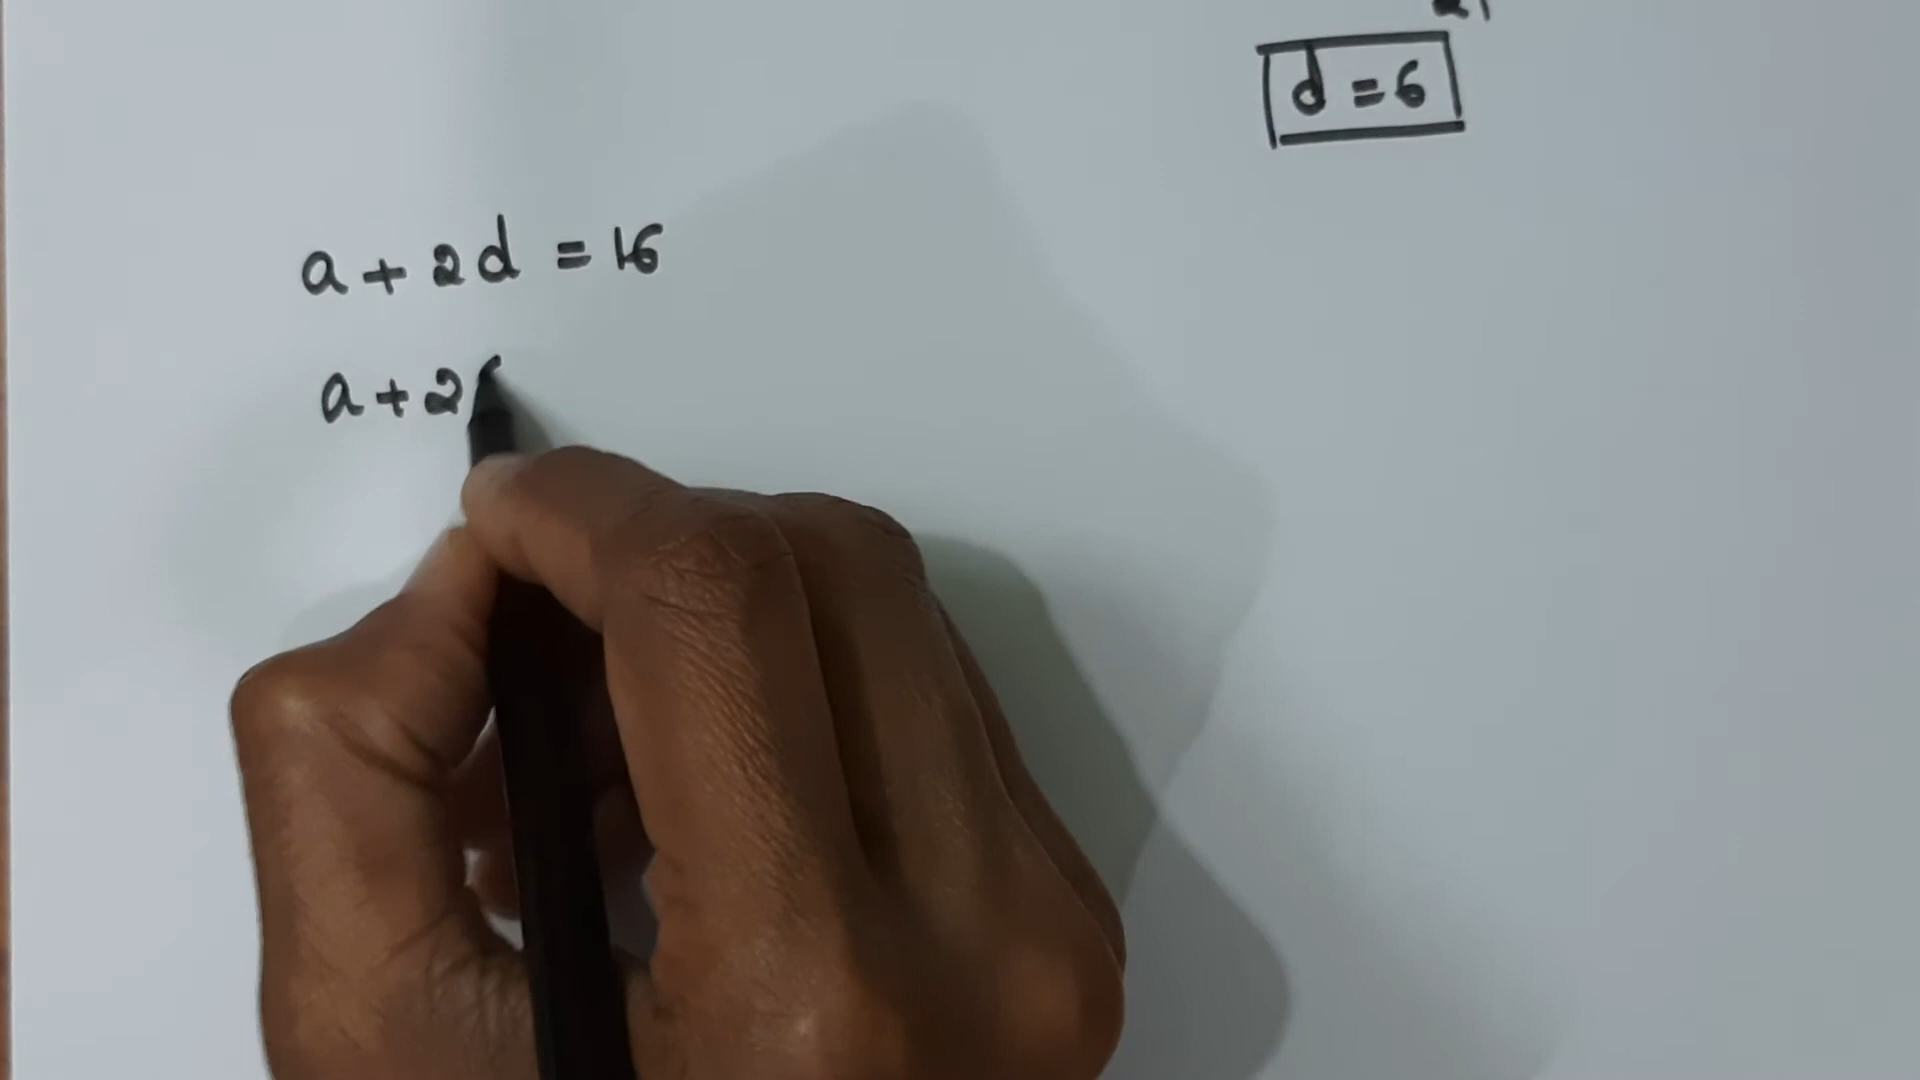 d = 6
a + 2d = 16
a + 2(